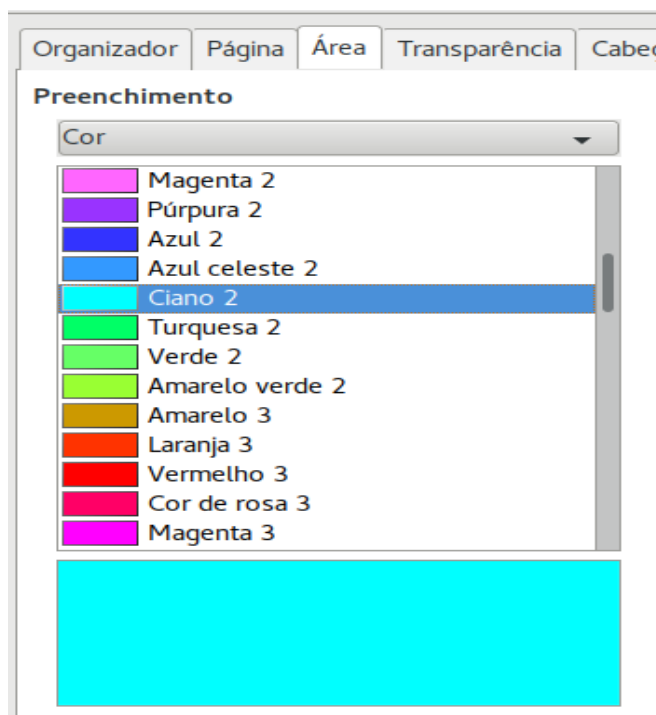 Organizador Página Área Transparência Cabeç
Preenchimento
Cor
Magenta 2
Púrpura 2
Azul 2
Azul celeste 2
Ciano 2
Turquesa 2
Verde 2
Amarelo verde 2
Amarelo 3
Laranja 3
Vermelho 3
Cor de rosa 3
Magenta 3